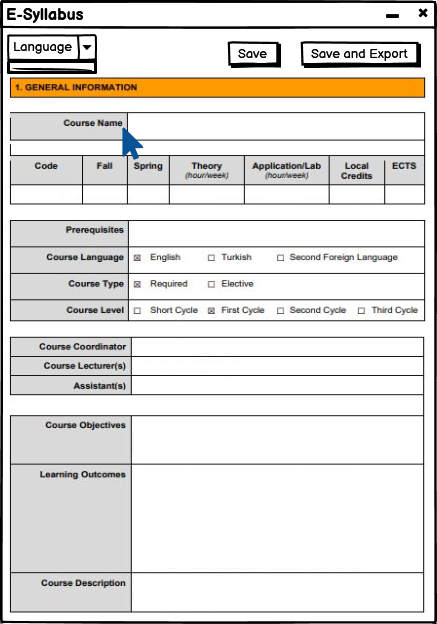 E-Syllabus
Language
Save
Save and Export
1. GENERAL INFORMATION
Course Name
Code Fall Spring Theory (hour/week) Application/Lab (hour/week) Local Credits ECTS
Prerequisites
Course Language ☒ English ☐ Turkish ☐ Second Foreign Language
Course Type ☒ Required ☐ Elective
Course Level ☐ Short Cycle ☒ First Cycle ☐ Second Cycle ☐ Third Cycle
Course Coordinator
Course Lecturer(s)
Assistant(s)
Course Objectives
Learning Outcomes
Course Description